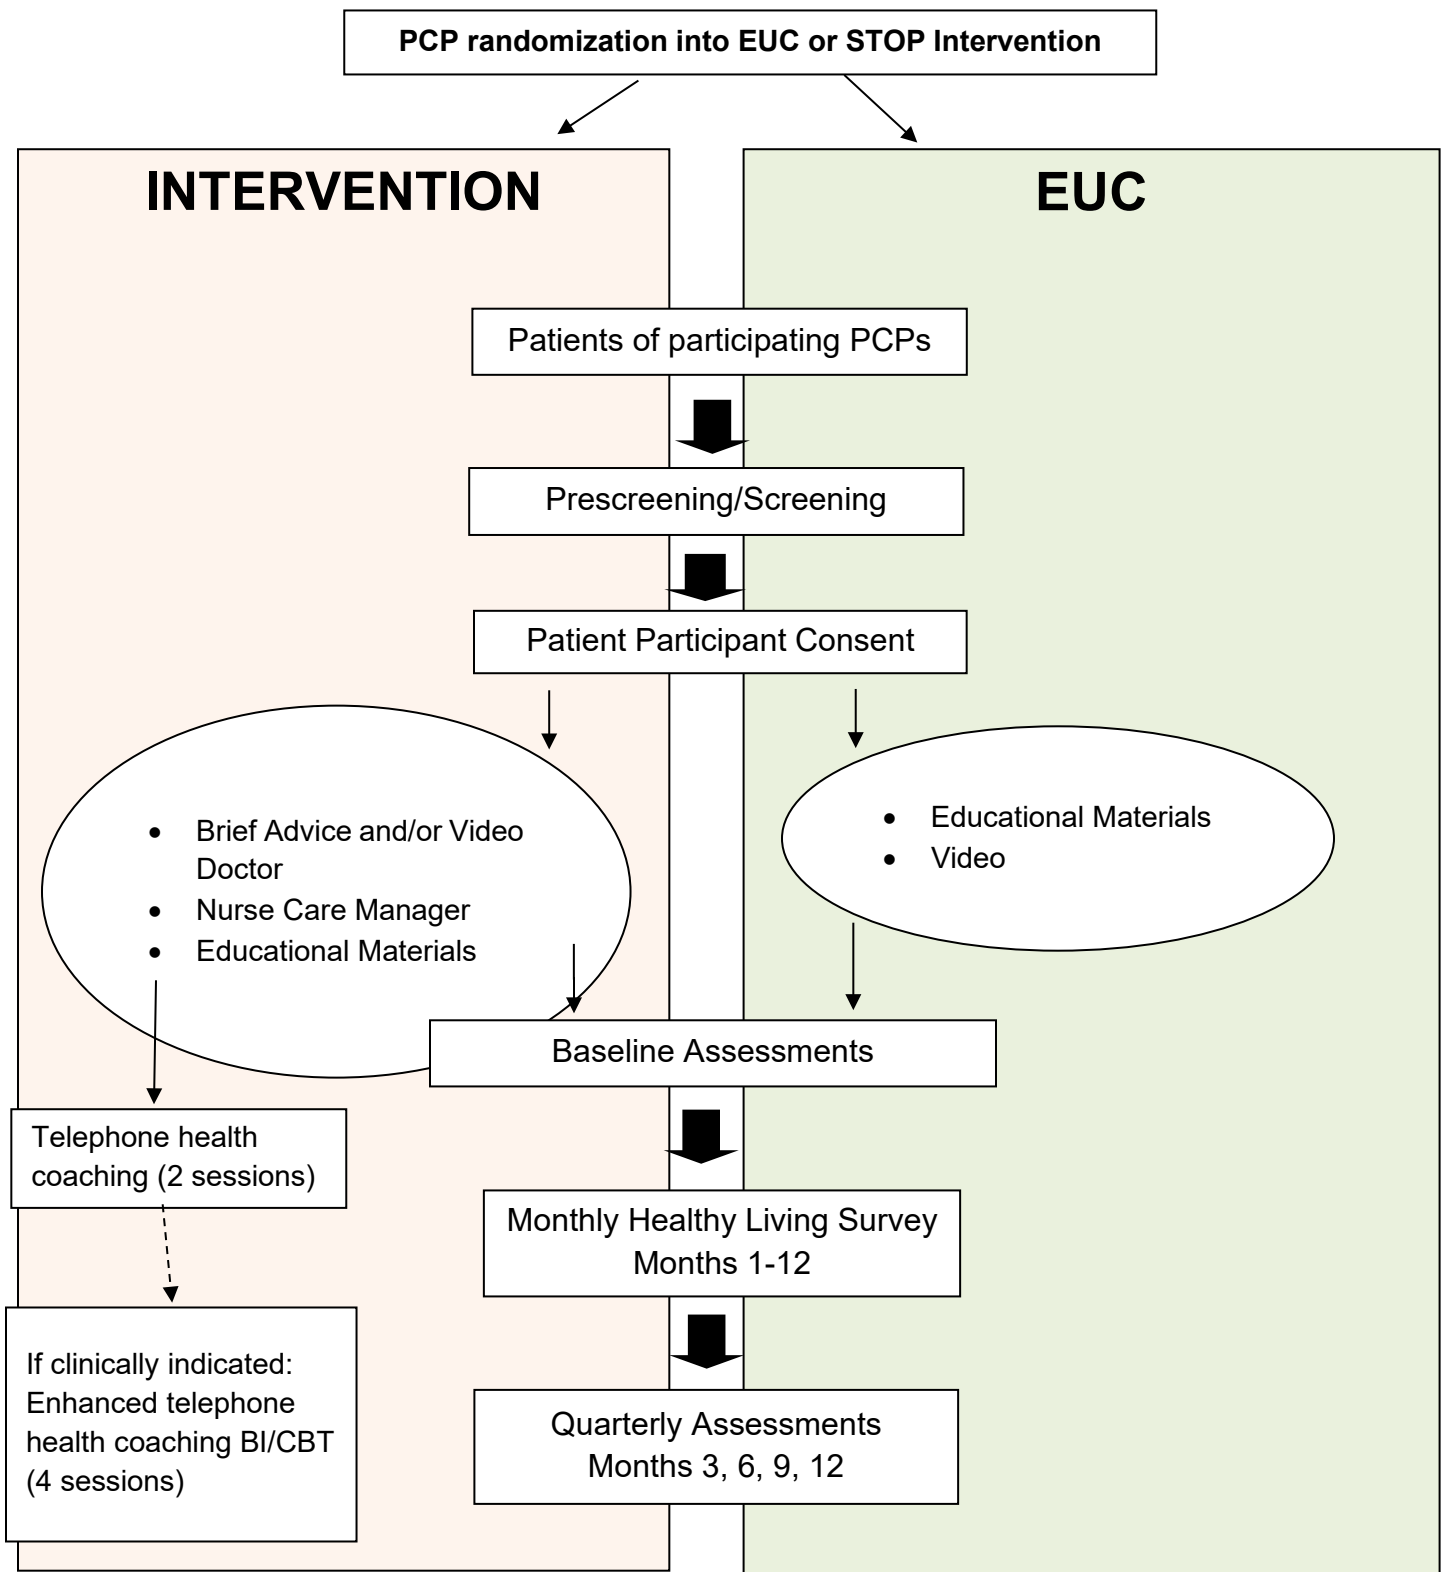 PCP randomization into EUC or STOP Intervention
INTERVENTION
EUC
Patients of participating PCPs
Prescreening/Screening
Patient Participant Consent
• Brief Advice and/or Video
Doctor
• Nurse Care Manager
• Educational Materials
• Educational Materials
• Video
Baseline Assessments
Telephone health
coaching (2 sessions)
Monthly Healthy Living Survey
Months 1-12
If clinically indicated:
Enhanced telephone
health coaching BI/CBT
(4 sessions)
Quarterly Assessments
Months 3, 6, 9, 12